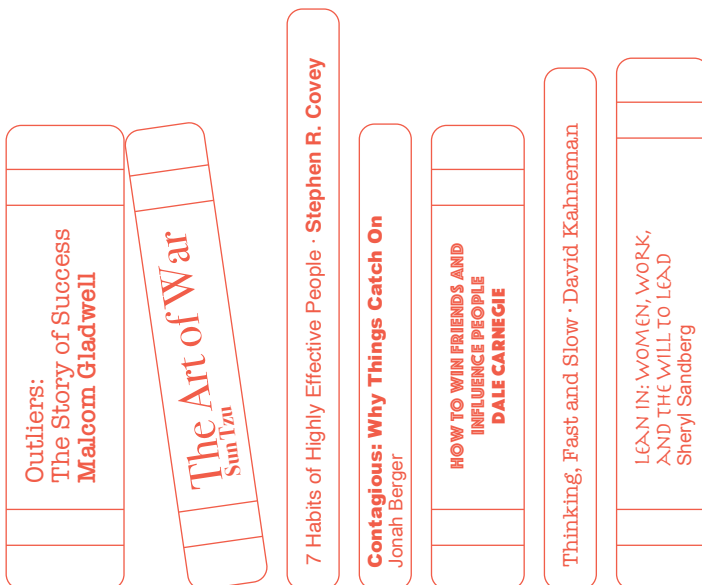 Outliers:
The Story of Success
Malcom Gladwell
The Art of War
Sun Tzu
7 Habits of Highly Effective People · Stephen R. Covey
Contagious: Why Things Catch On
Jonah Berger
HOW TO WIN FRIENDS AND
INFLUENCE PEOPLE
DALE CARNEGIE
Thinking, Fast and Slow · David Kahneman
LEAN IN: WOMEN, WORK,
AND THE WILL TO LEAD
Sheryl Sandberg